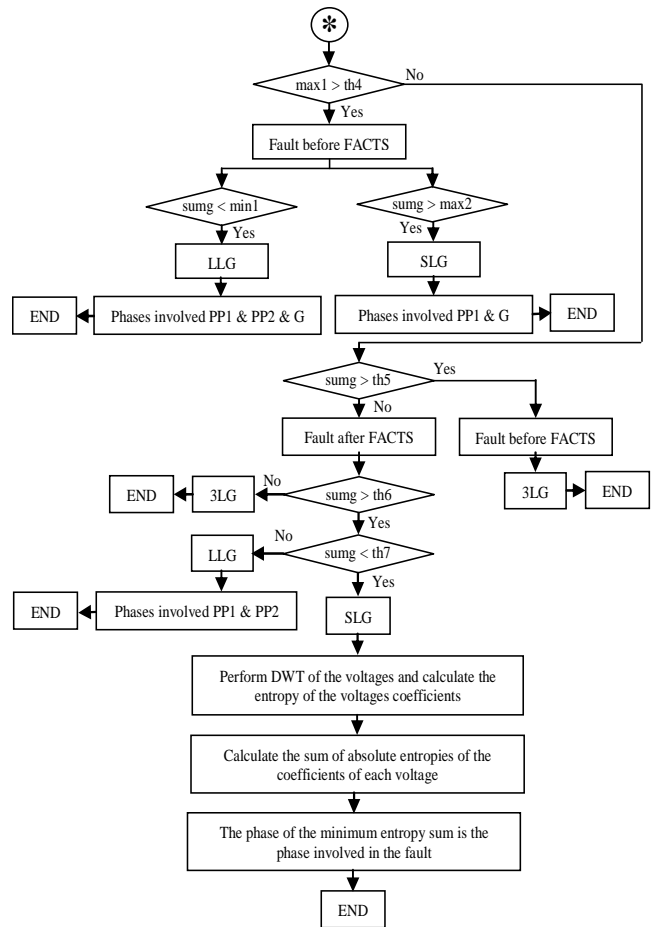 *
max1 > th4
No
Yes
Fault before FACTS
sumg < min1
sumg > max2
Yes
Yes
LLG
SLG
END
Phases involved PP1 & PP2 & G
Phases involved PP1 & G
END
sumg > th5
Yes
No
Fault after FACTS
Fault before FACTS
END
3LG
No
sumg > th6
3LG
END
Yes
No
LLG
sumg < th7
Yes
END
Phases involved PP1 & PP2
SLG
Perform DWT of the voltages and calculate the
entropy of the voltages coefficients
Calculate the sum of absolute entropies of the
coefficients of each voltage
The phase of the minimum entropy sum is the
phase involved in the fault
END